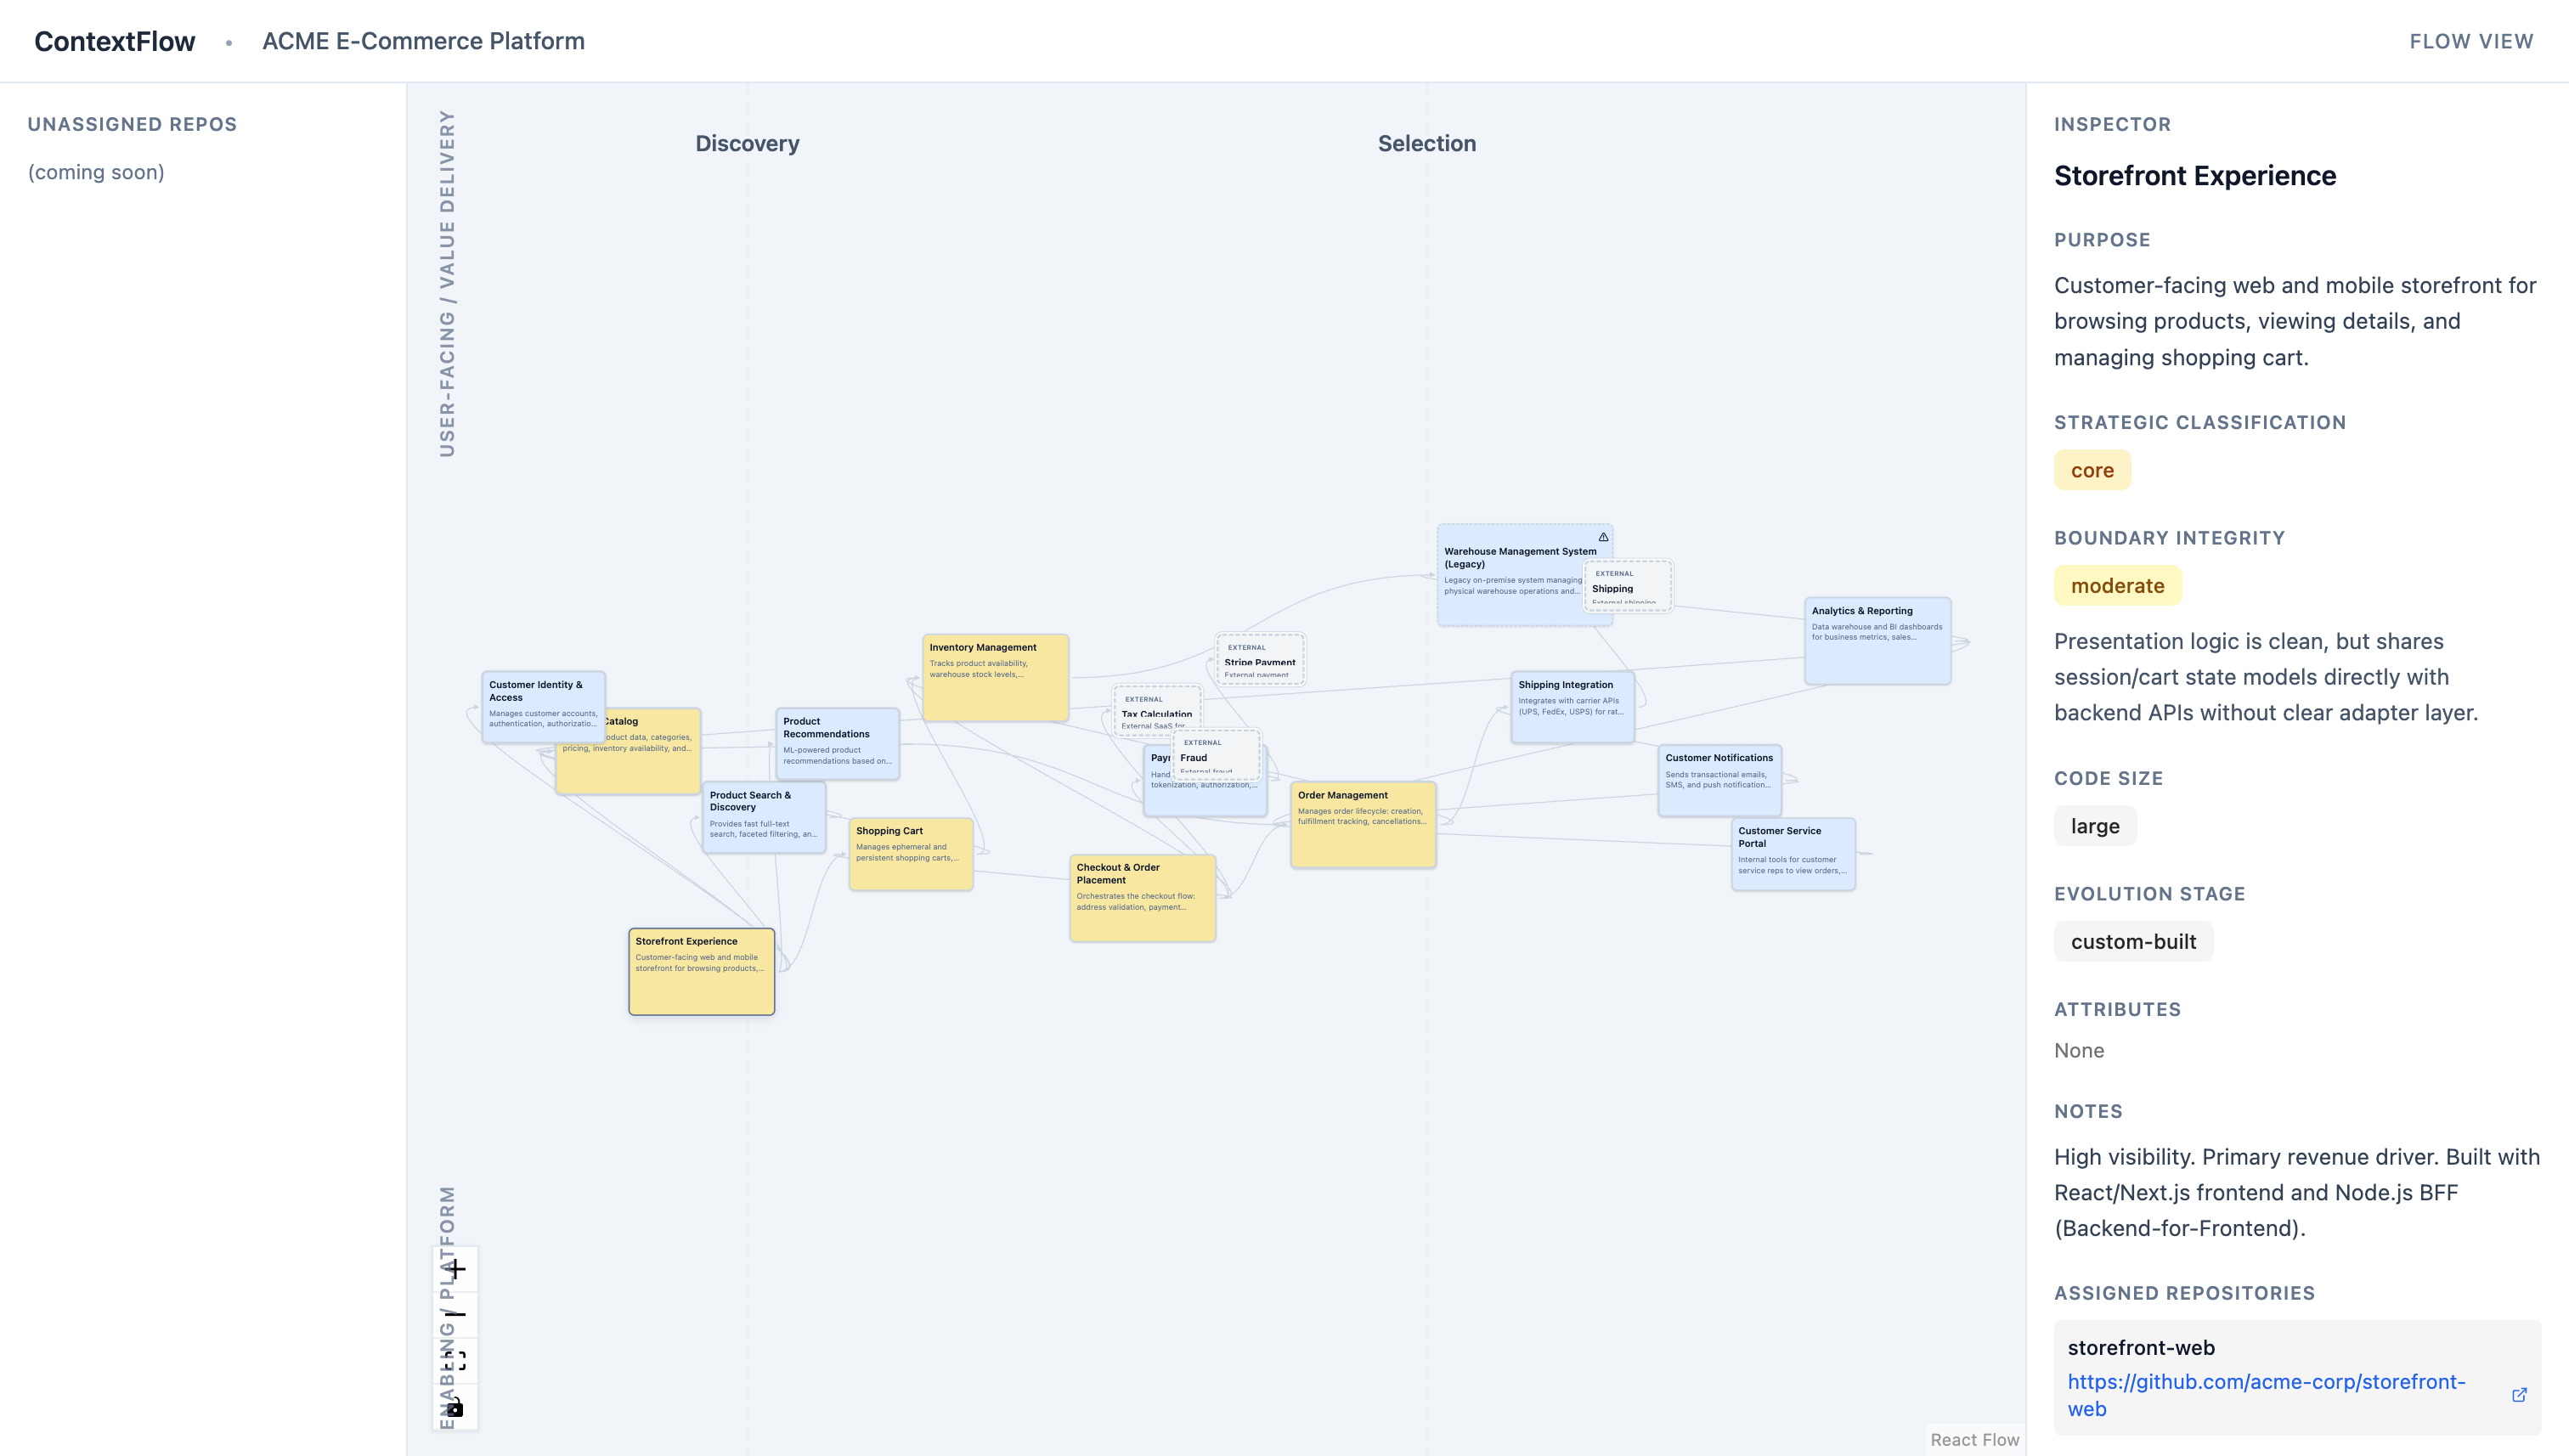 ContextFlow • ACME E-Commerce Platform
FLOW VIEW
UNASSIGNED REPOS
(coming soon)
USER-FACING / VALUE DELIVERY
ENABLING / PLATFORM
Discovery
Selection
Warehouse Management System
(Legacy)
Legacy on-premise system managing
physical warehouse operations and...
EXTERNAL
Shipping
External shipping
Analytics & Reporting
Data warehouse and BI dashboards
for business metrics, sales...
Inventory Management
Tracks product availability,
warehouse stock levels,...
EXTERNAL
Stripe Payment
External payment
Customer Identity &
Access
Manages customer accounts,
authentication, authorizatio...
Catalog
product data, categories,
pricing, inventory availability, and...
Product
Recommendations
ML-powered product
recommendations based on...
EXTERNAL
Tax Calculation
External SaaS for
EXTERNAL
Fraud
External fraud
Pay
Hand
tokenization, authorization,...
Shipping Integration
Integrates with carrier APIs
(UPS, FedEx, USPS) for rat...
Customer Notifications
Sends transactional emails,
SMS, and push notification...
Product Search &
Discovery
Provides fast full-text
search, faceted filtering, an...
Order Management
Manages order lifecycle: creation,
fulfillment tracking, cancellations...
Shopping Cart
Manages ephemeral and
persistent shopping carts,...
Customer Service
Portal
Internal tools for customer
service reps to view orders,...
Checkout & Order
Placement
Orchestrates the checkout flow:
address validation, payment...
Storefront Experience
Customer-facing web and mobile
storefront for browsing products,...
React Flow
INSPECTOR
Storefront Experience
PURPOSE
Customer-facing web and mobile storefront for
browsing products, viewing details, and
managing shopping cart.
STRATEGIC CLASSIFICATION
core
BOUNDARY INTEGRITY
moderate
Presentation logic is clean, but shares
session/cart state models directly with
backend APIs without clear adapter layer.
CODE SIZE
large
EVOLUTION STAGE
custom-built
ATTRIBUTES
None
NOTES
High visibility. Primary revenue driver. Built with
React/Next.js frontend and Node.js BFF
(Backend-for-Frontend).
ASSIGNED REPOSITORIES
storefront-web
https://github.com/acme-corp/storefront-
web